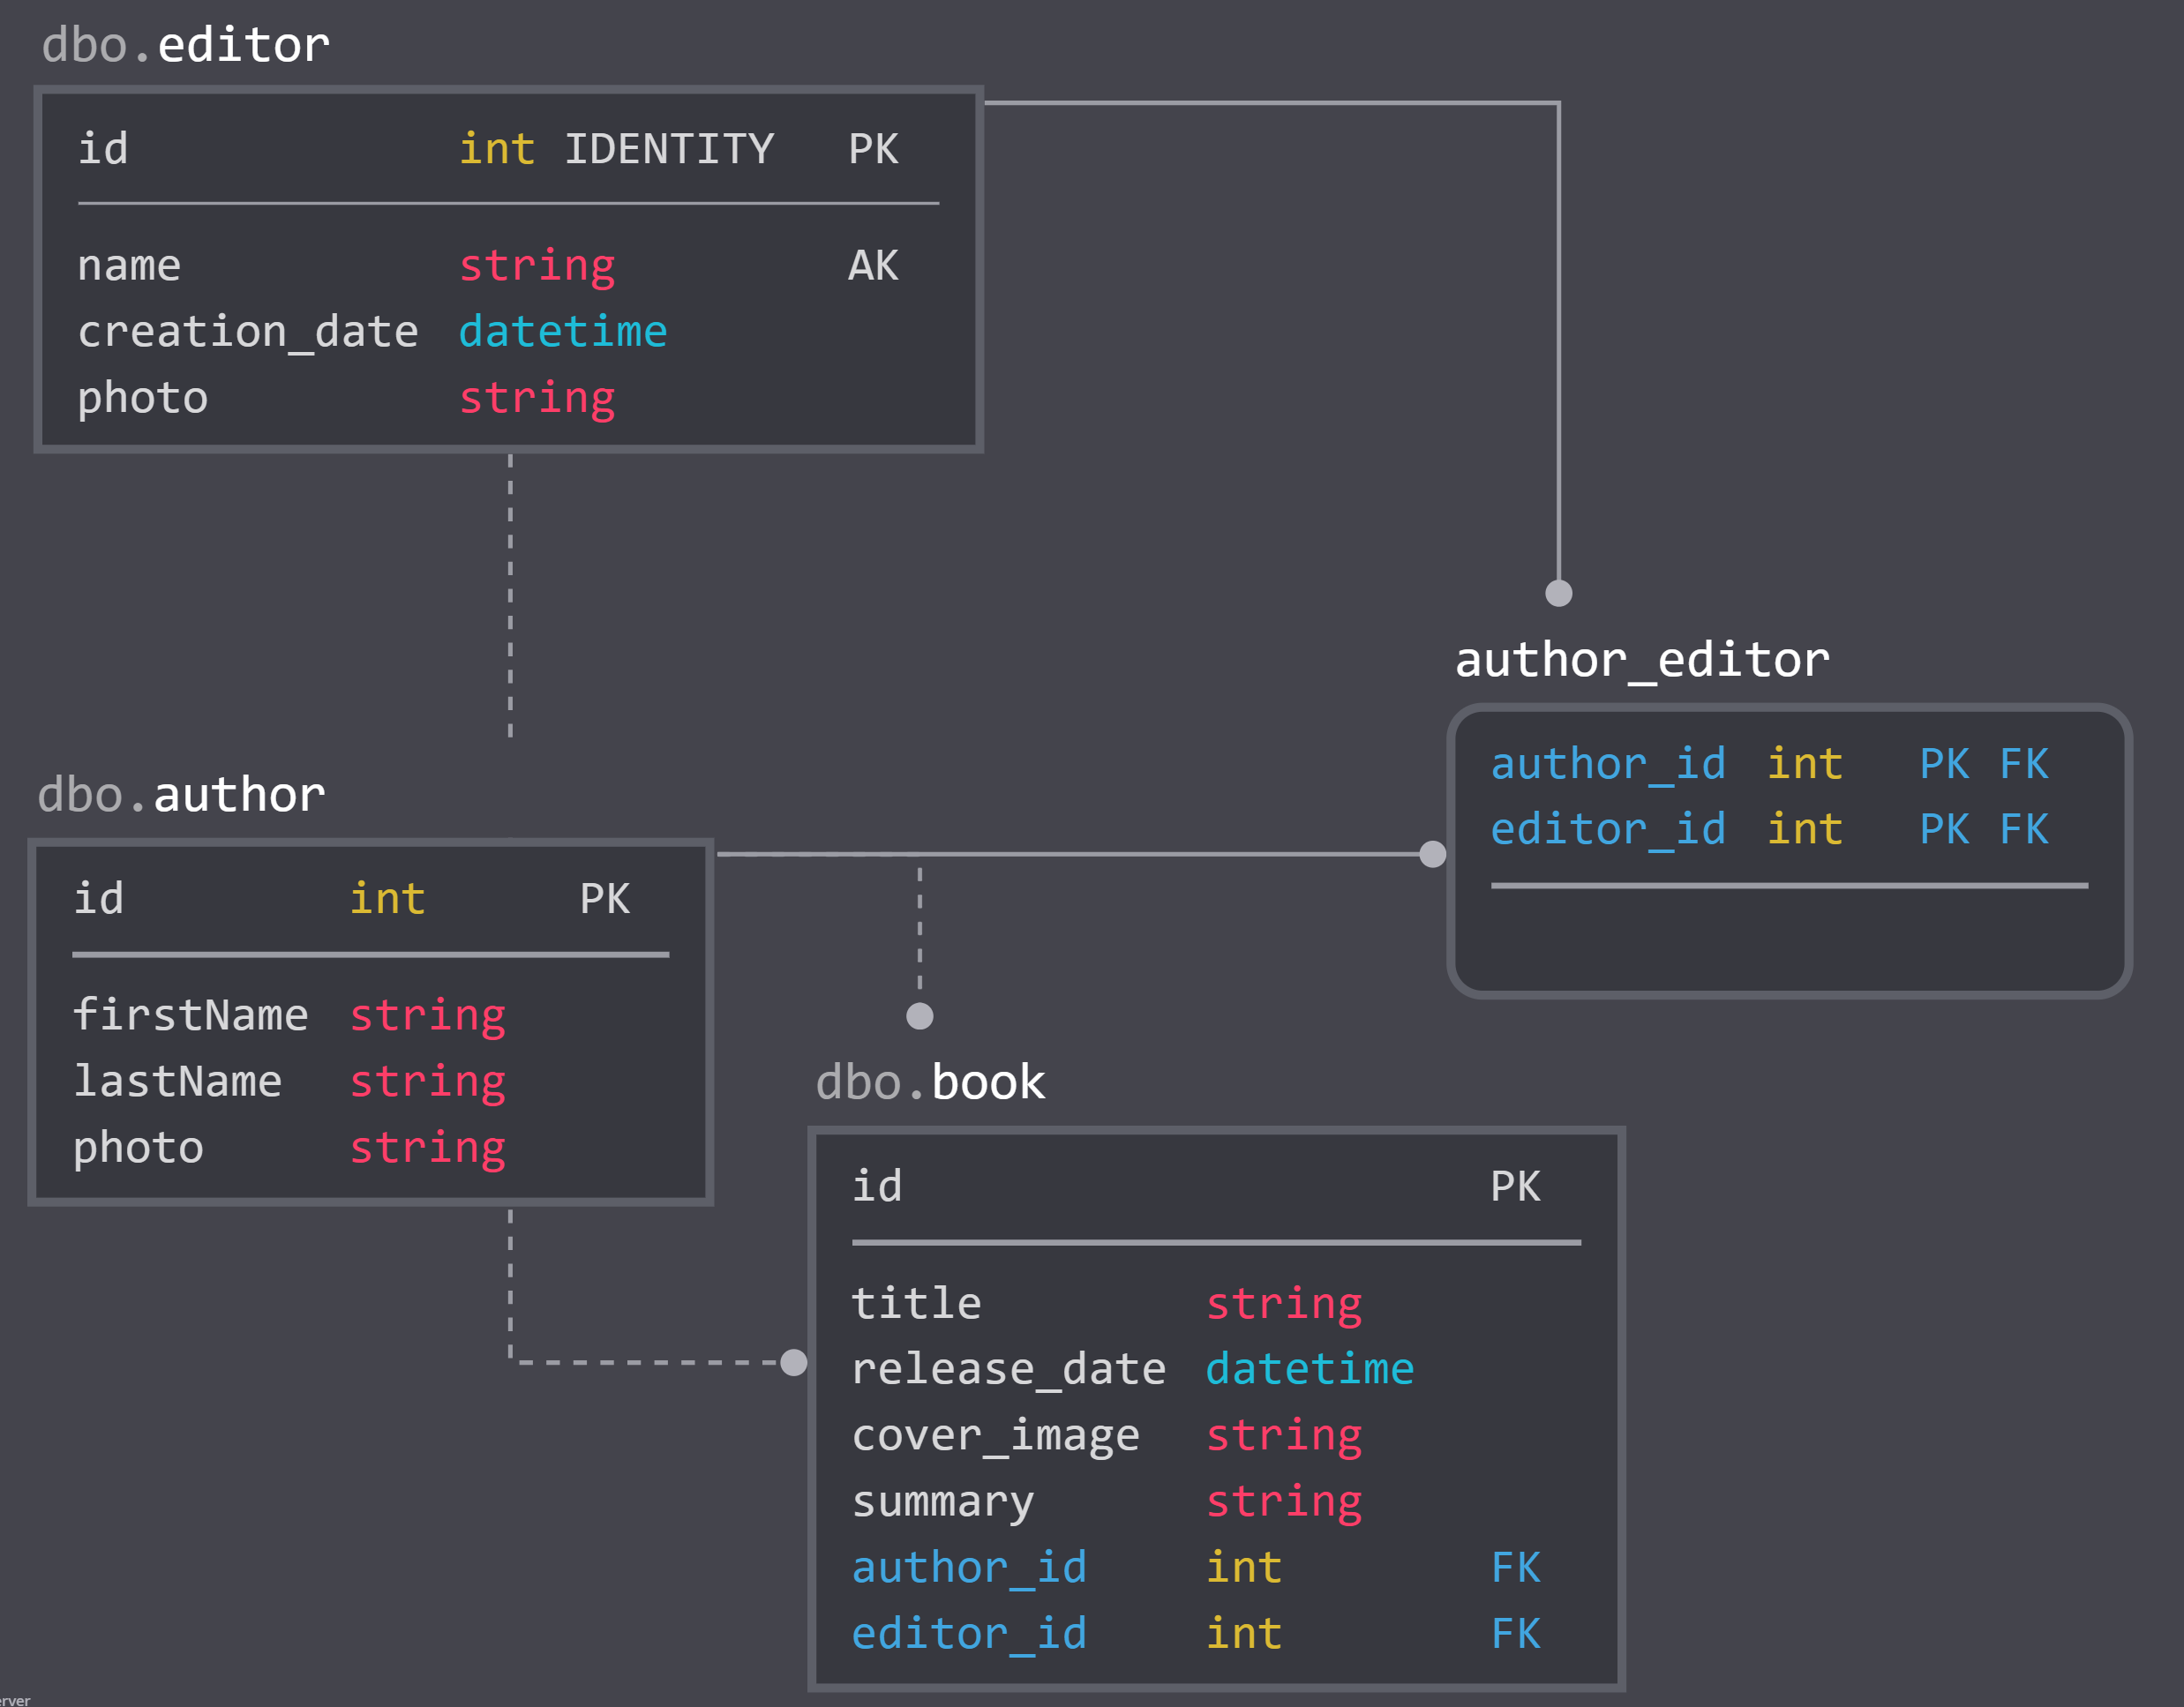 dbo.editor
id int IDENTITY PK
name string AK
creation_date datetime
photo string
author_editor
author_id int PK FK
editor_id int PK FK
dbo.author
id int PK
firstName string
lastName string
photo string
dbo.book
id PK
title string
release_date datetime
cover_image string
summary string
author_id int FK
editor_id int FK